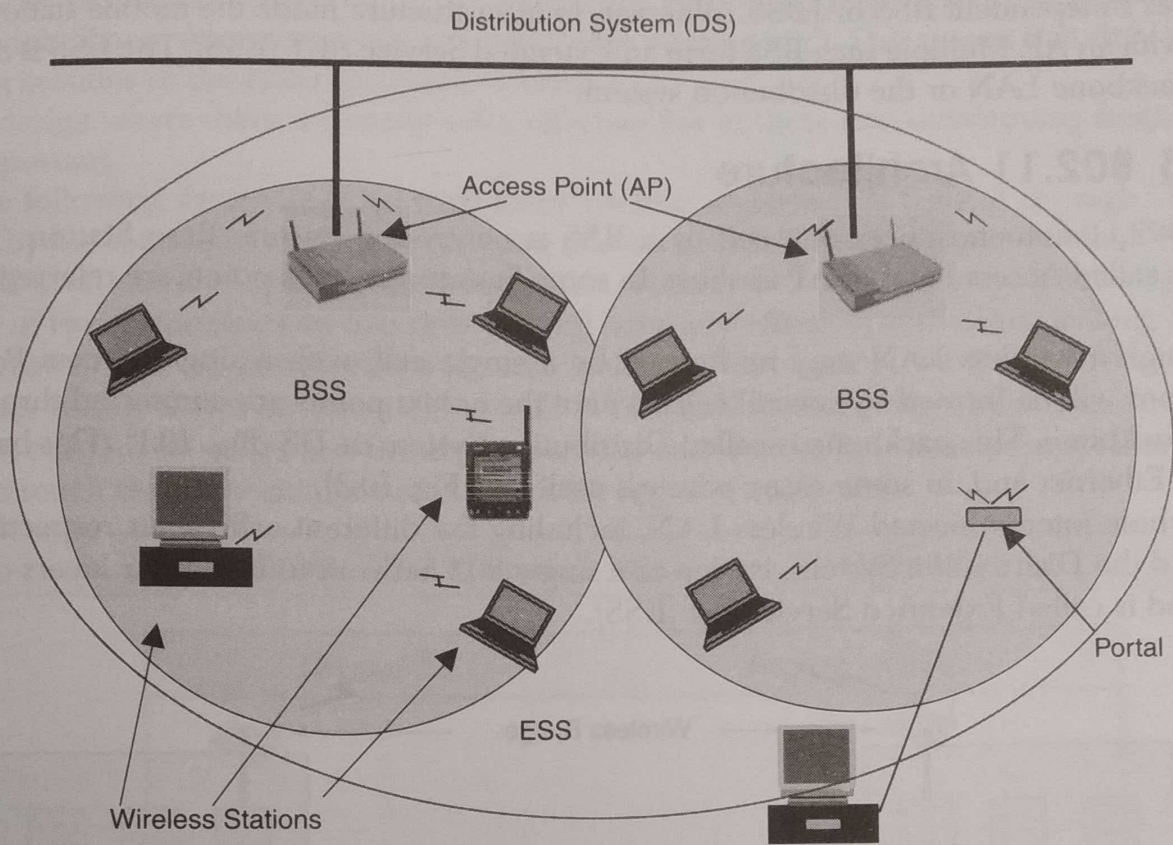 Distribution System (DS)
Access Point (AP)
BSS
BSS
Portal
ESS
Wireless Stations